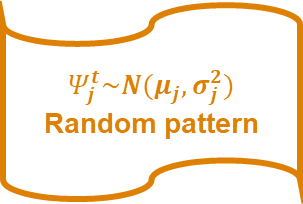 Ψ_j^t~N(μ_j, σ_j^2)
Random pattern